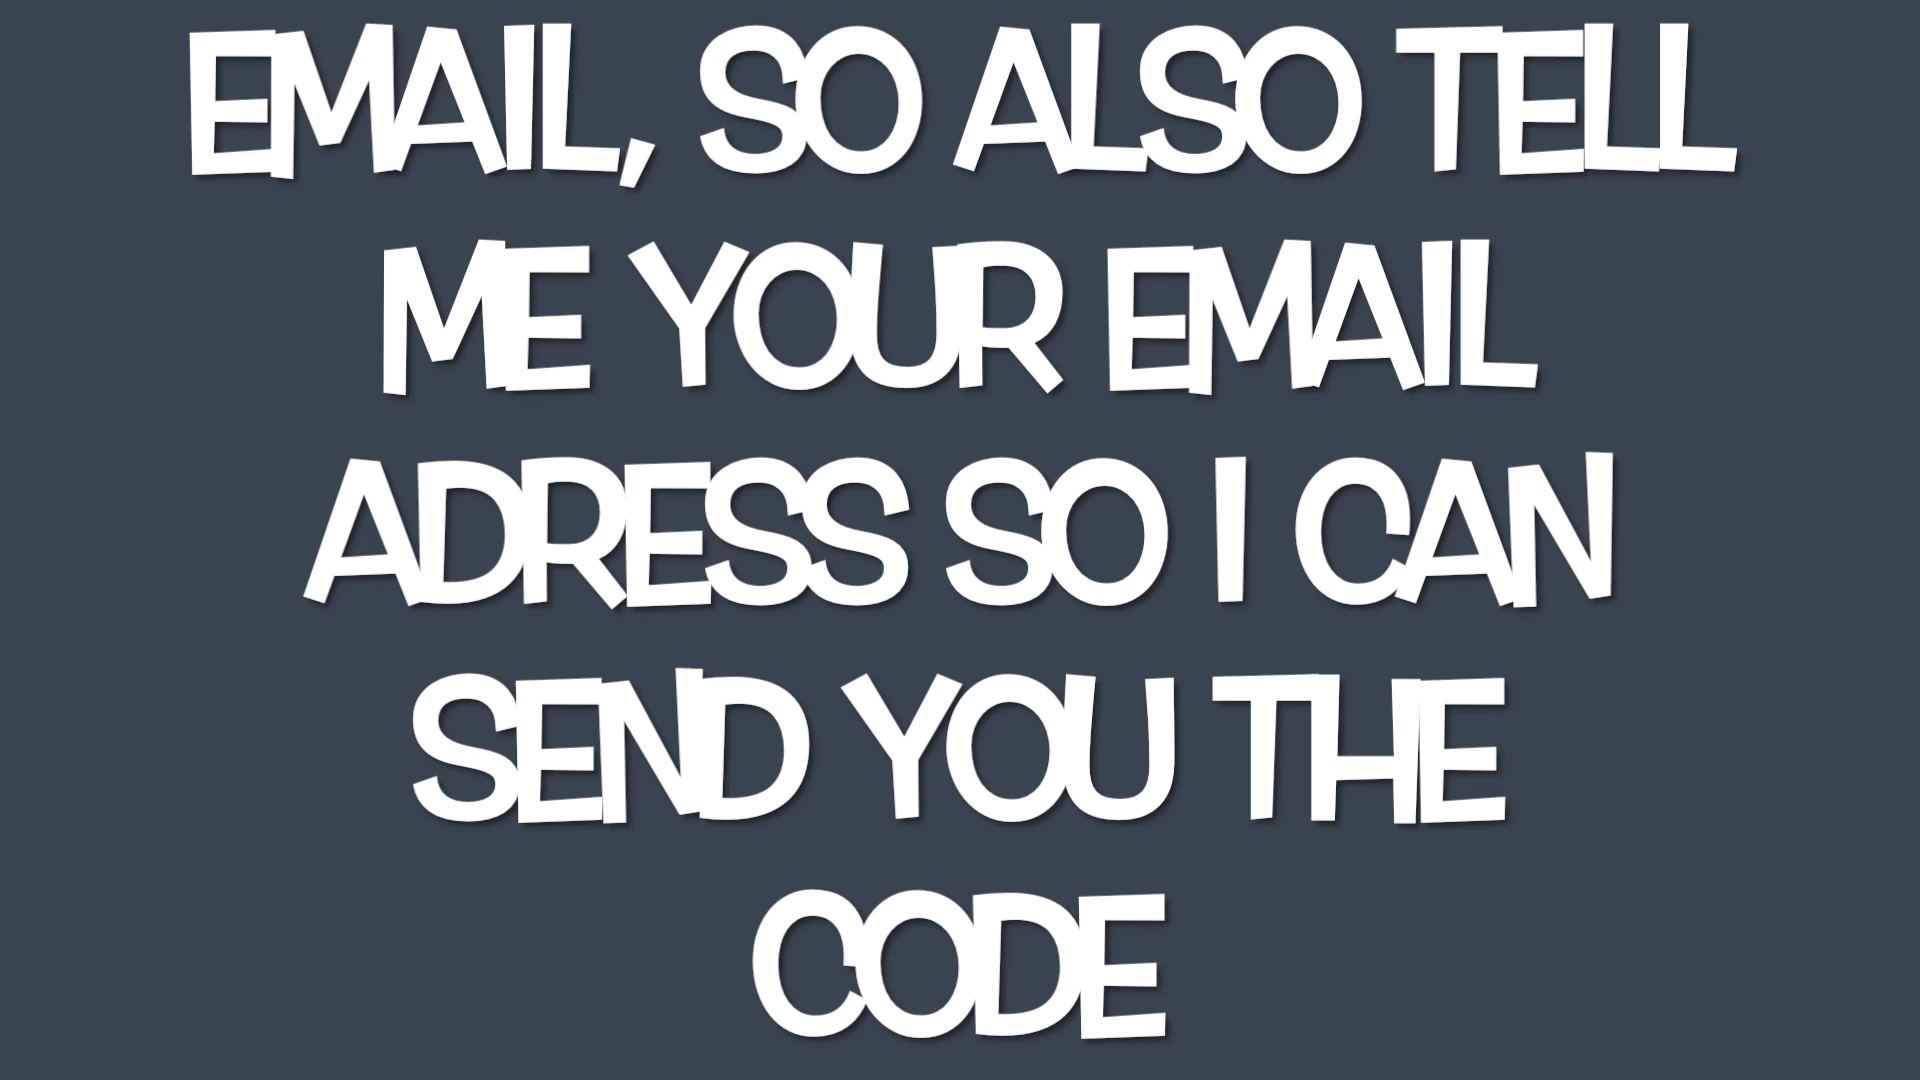 EMAIL, SO ALSO TELL
ME YOUR EMAIL
ADRESS SO I CAN
SEND YOU THE
CODE